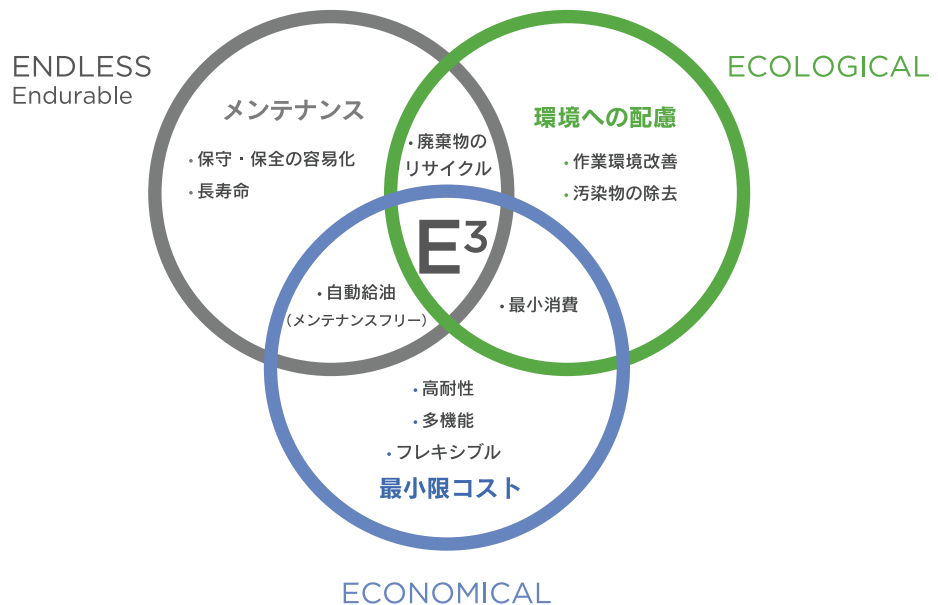 ENDLESS
Endurable
ECOLOGICAL
メンテナンス
・保守・保全の容易化
・長寿命
・廃棄物の
リサイクル
環境への配慮
・作業環境改善
・汚染物の除去
E³
・自動給油
（メンテナンスフリー）
・最小消費
・高耐性
・多機能
・フレキシブル
最小限コスト
ECONOMICAL